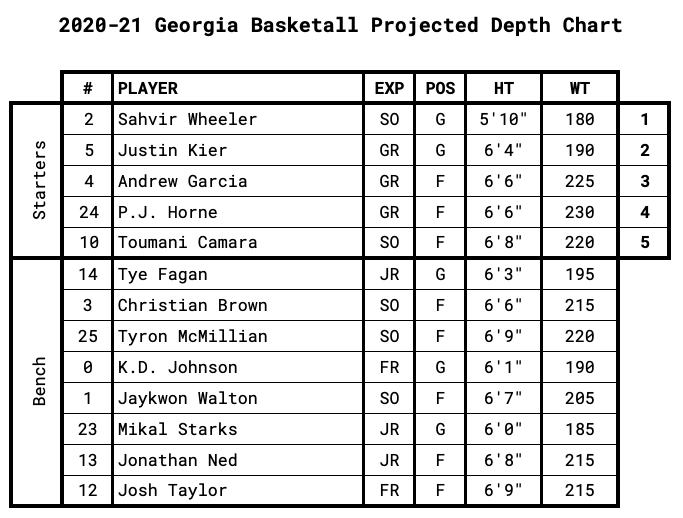 2020-21 Georgia Basketall Projected Depth Chart
# PLAYER EXP POS HT WT
Starters
2 Sahvir Wheeler SO G 5'10" 180 1
5 Justin Kier GR G 6'4" 190 2
4 Andrew Garcia GR F 6'6" 225 3
24 P.J. Horne GR F 6'6" 230 4
10 Toumani Camara SO F 6'8" 220 5
Bench
14 Tye Fagan JR G 6'3" 195
3 Christian Brown SO F 6'6" 215
25 Tyron McMillian SO F 6'9" 220
0 K.D. Johnson FR G 6'1" 190
1 Jaykwon Walton SO F 6'7" 205
23 Mikal Starks JR G 6'0" 185
13 Jonathan Ned JR F 6'8" 215
12 Josh Taylor FR F 6'9" 215